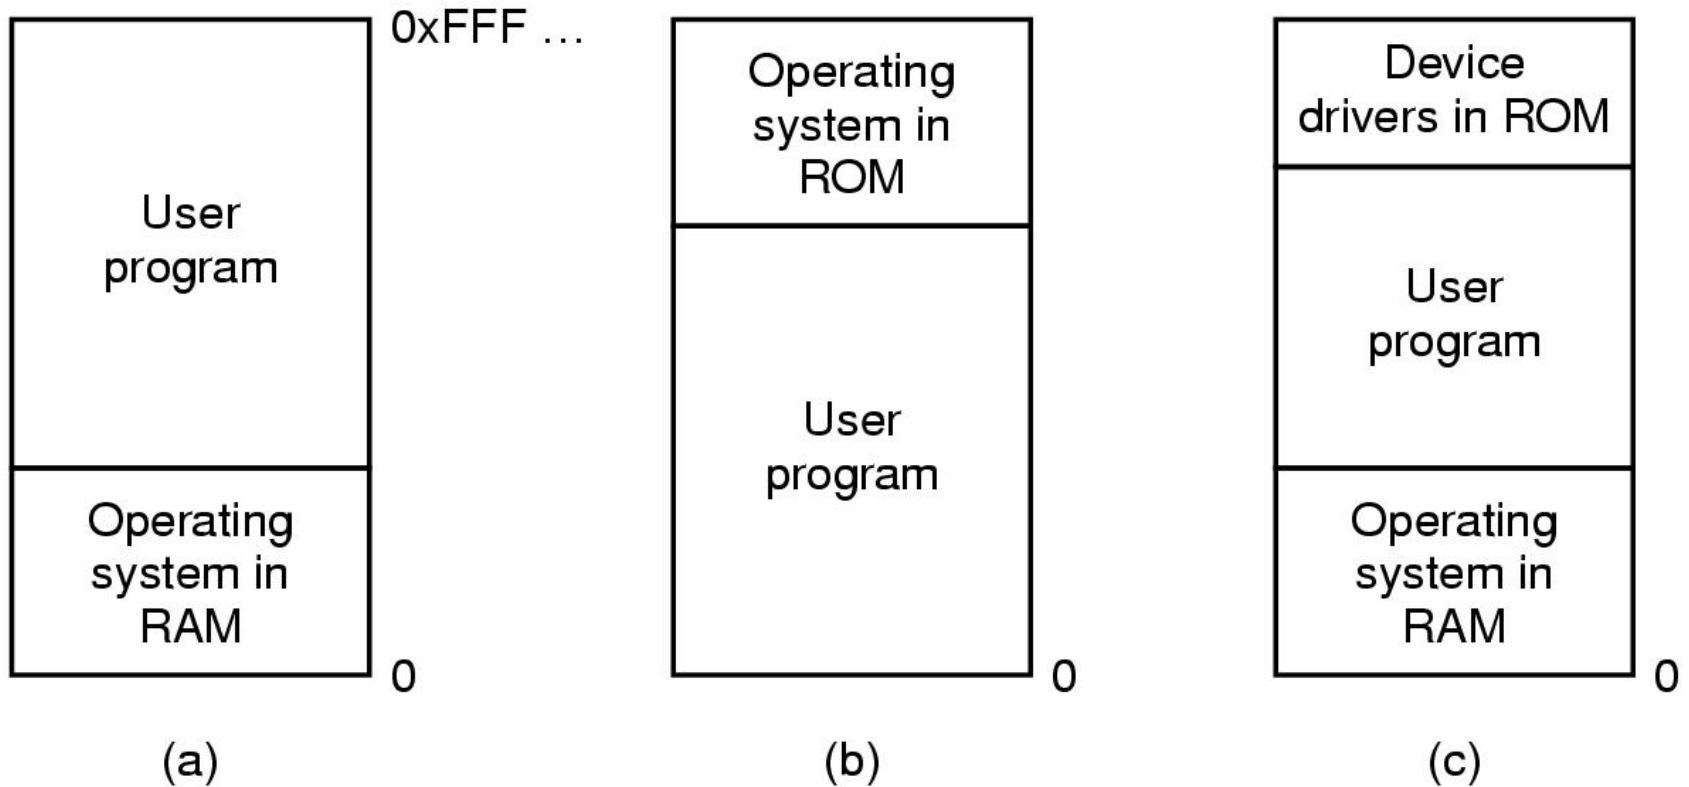 User
program
Operating
system in
RAM
0xFFF …
0
(a)
Operating
system in
ROM
User
program
0
(b)
Device
drivers in ROM
User
program
Operating
system in
RAM
0
(c)